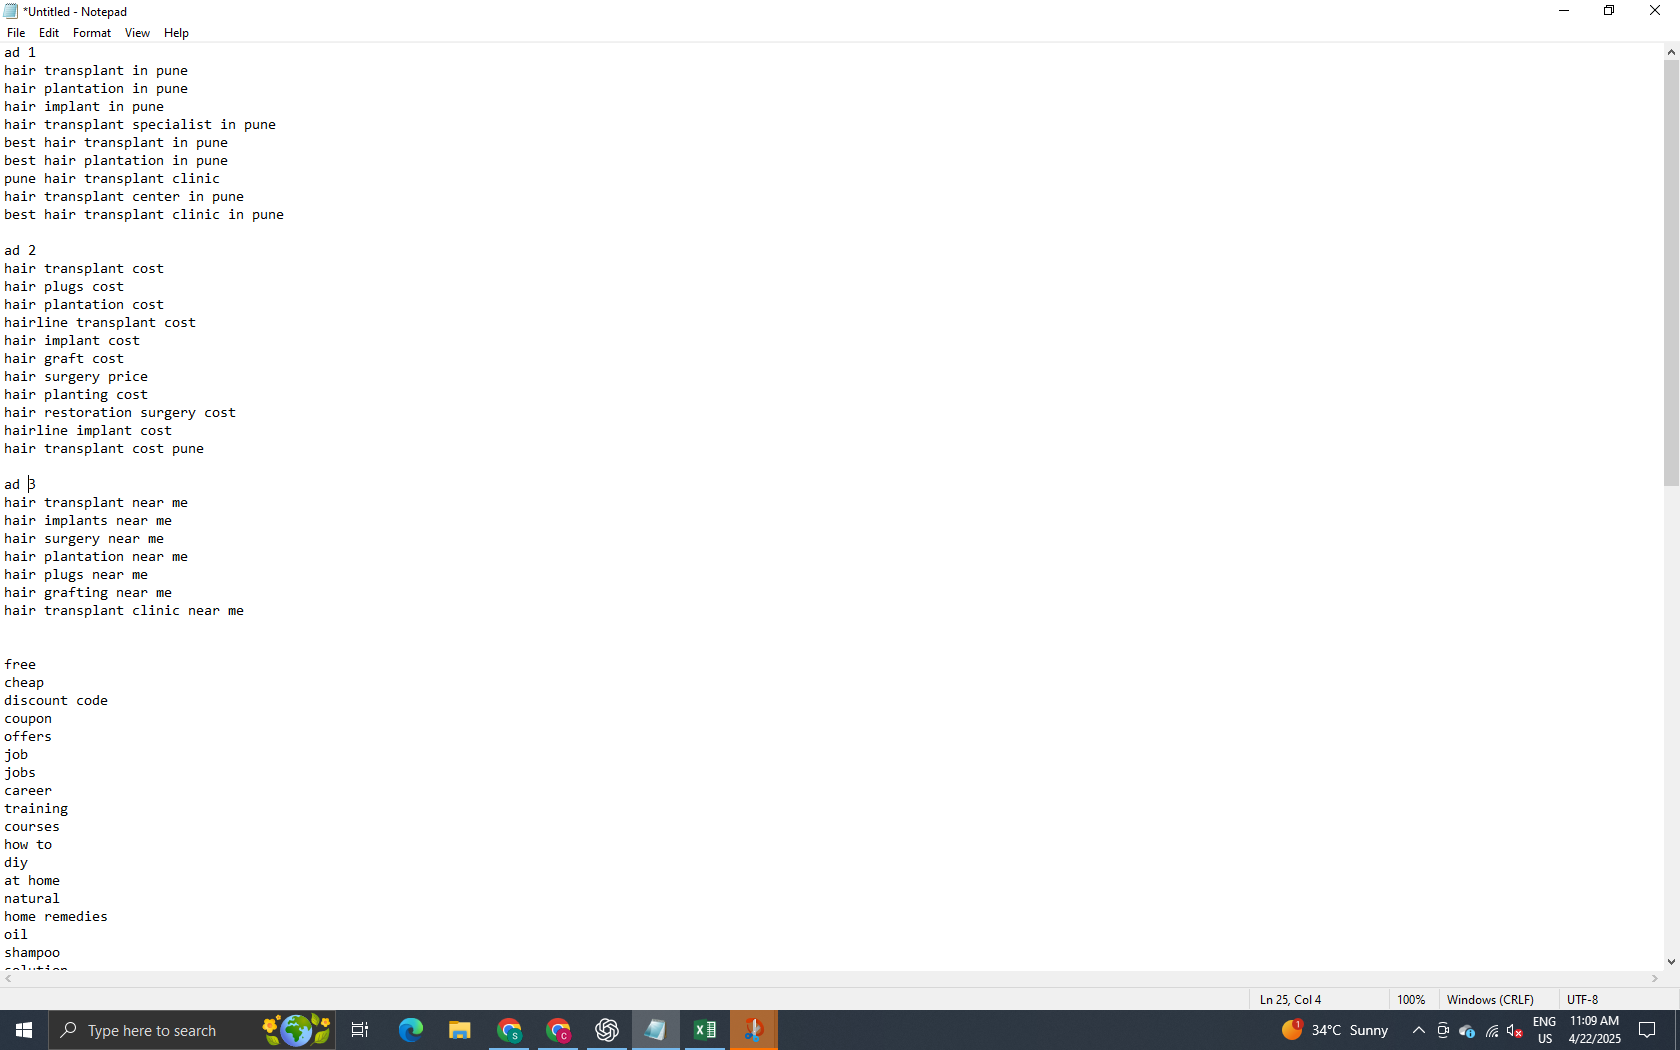 *Untitled - Notepad
File Edit Format View Help
ad 1
hair transplant in pune
hair plantation in pune
hair implant in pune
hair transplant specialist in pune
best hair transplant in pune
best hair plantation in pune
pune hair transplant clinic
hair transplant center in pune
best hair transplant clinic in pune
ad 2
hair transplant cost
hair plugs cost
hair plantation cost
hairline transplant cost
hair implant cost
hair graft cost
hair surgery price
hair planting cost
hair restoration surgery cost
hairline implant cost
hair transplant cost pune
ad 3
hair transplant near me
hair implants near me
hair surgery near me
hair plantation near me
hair plugs near me
hair grafting near me
hair transplant clinic near me
free
cheap
discount code
coupon
offers
job
jobs
career
training
courses
how to
diy
at home
natural
home remedies
oil
shampoo
Ln 25, Col 4 100% Windows (CRLF) UTF-8
Type here to search S C 1 34°C Sunny ENG US 11:09 AM 4/22/2025